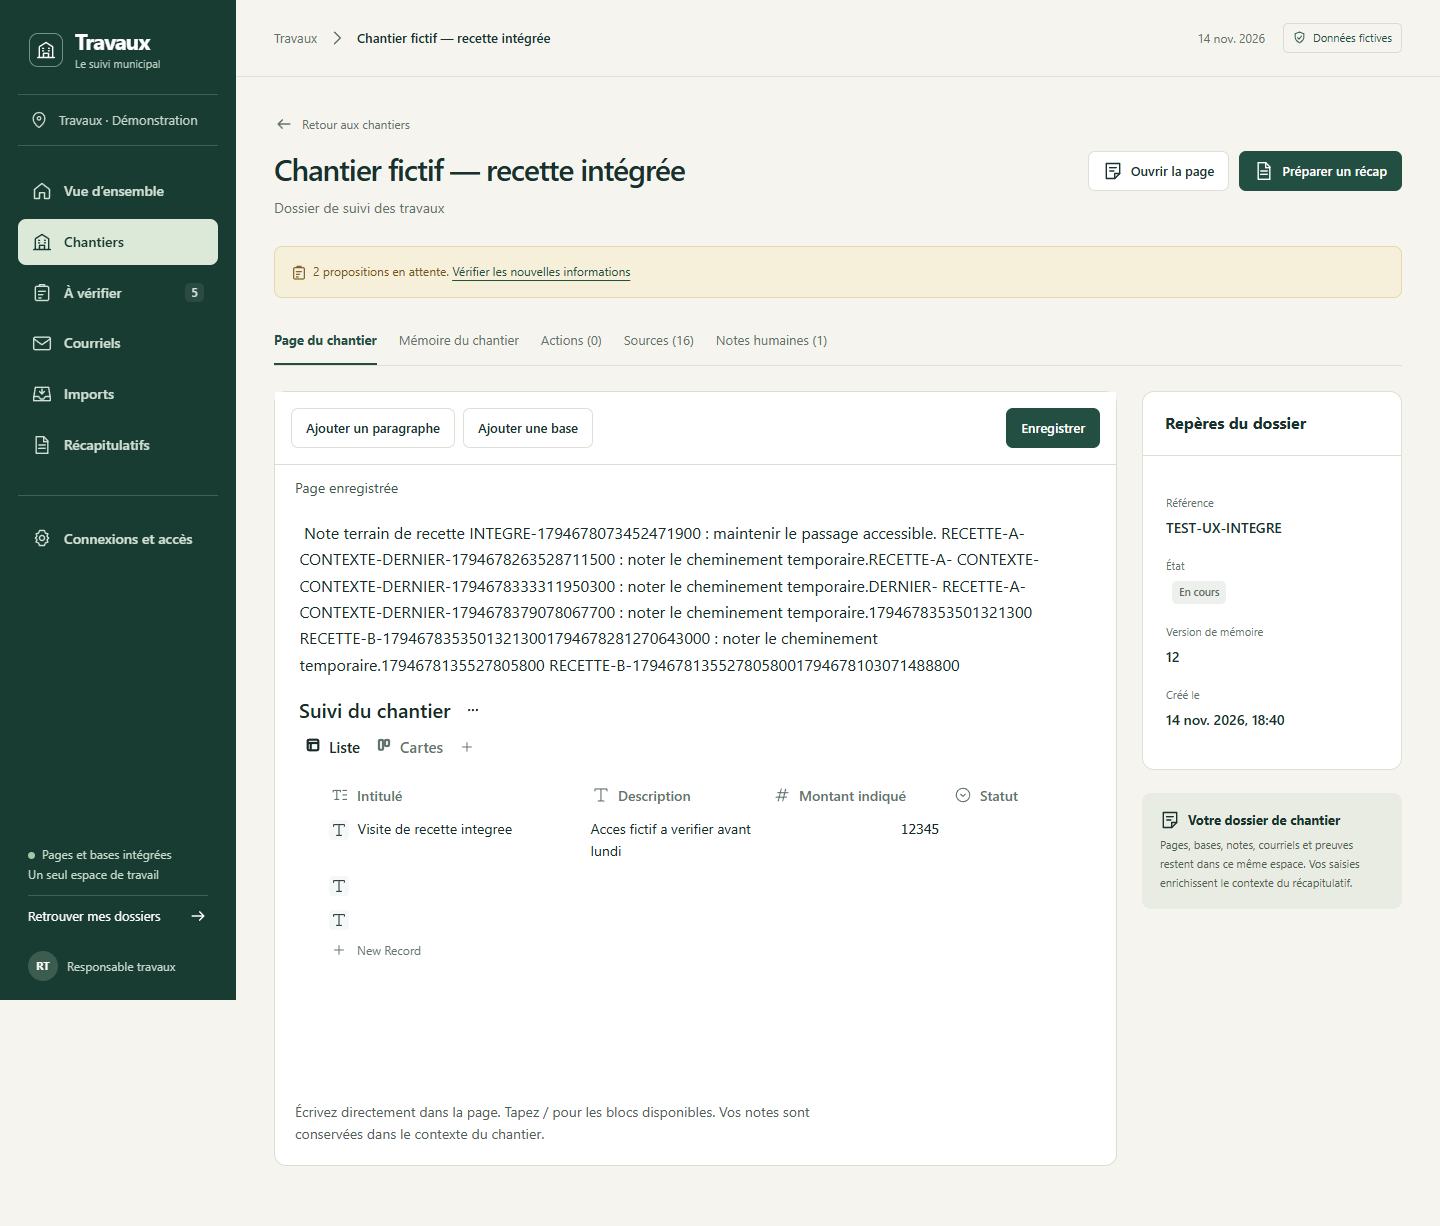 Travaux
Le suivi municipal
Travaux · Démonstration
Vue d’ensemble
Chantiers
À vérifier 5
Courriels
Imports
Récapitulatifs
Connexions et accès
Pages et bases intégrées
Un seul espace de travail
Retrouver mes dossiers
RT Responsable travaux
Travaux Chantier fictif — recette intégrée
14 nov. 2026 Données fictives
Retour aux chantiers
Chantier fictif — recette intégrée
Ouvrir la page Préparer un récap
Dossier de suivi des travaux
2 propositions en attente. Vérifier les nouvelles informations
Page du chantier Mémoire du chantier Actions (0) Sources (16) Notes humaines (1)
Ajouter un paragraphe Ajouter une base Enregistrer
Page enregistrée
Note terrain de recette INTEGRE-1794678073452471900 : maintenir le passage accessible. RECETTE-A-
CONTEXTE-DERNIER-1794678263528711500 : noter le cheminement temporaire.RECETTE-A- CONTEXTE-
CONTEXTE-DERNIER-1794678333311950300 : noter le cheminement temporaire.DERNIER- RECETTE-A-
CONTEXTE-DERNIER-1794678379078067700 : noter le cheminement temporaire.1794678353501321300
RECETTE-B-17946783535013213001794678281270643000 : noter le cheminement
temporaire.1794678135527805800 RECETTE-B-17946781355278058001794678103071488800
Suivi du chantier ...
Liste Cartes +
Intitulé Description # Montant indiqué Statut
Visite de recette integree Acces fictif a verifier avant 12345
lundi
+ New Record
Écrivez directement dans la page. Tapez / pour les blocs disponibles. Vos notes sont
conservées dans le contexte du chantier.
Repères du dossier
Référence
TEST-UX-INTEGRE
État
En cours
Version de mémoire
12
Créé le
14 nov. 2026, 18:40
Votre dossier de chantier
Pages, bases, notes, courriels et preuves
restent dans ce même espace. Vos saisies
enrichissent le contexte du récapitulatif.